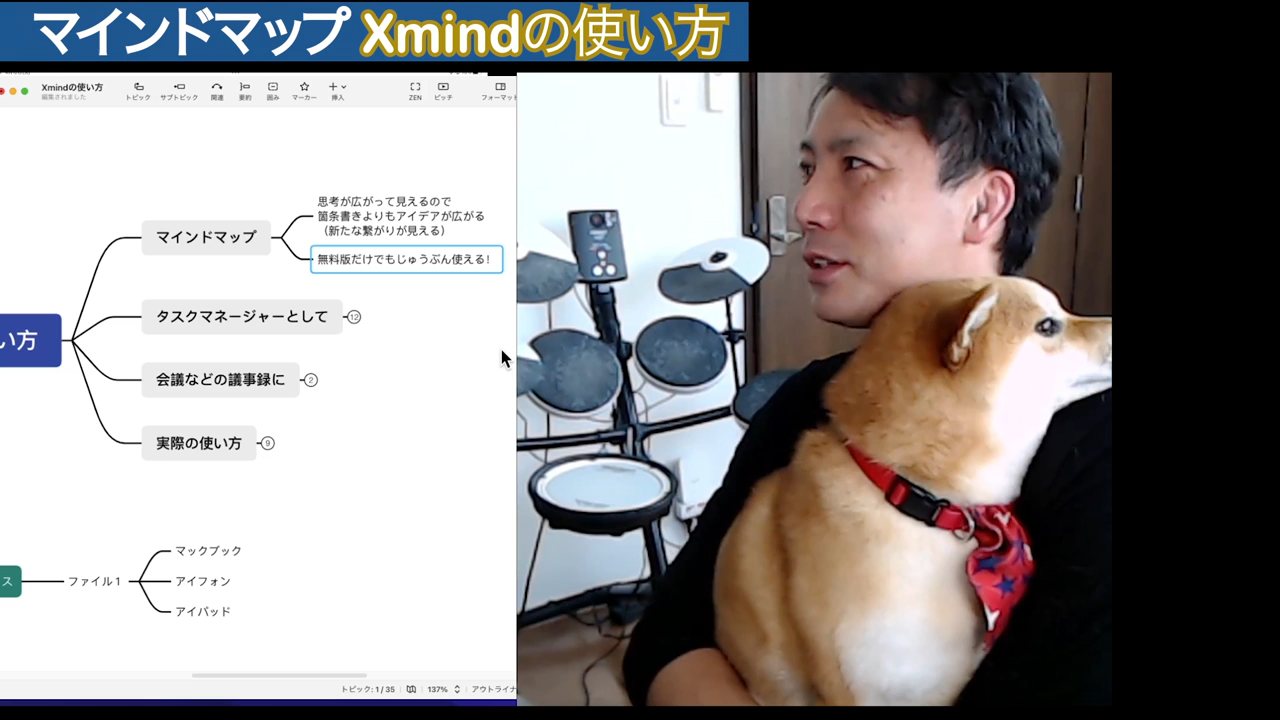 マインドマップ Xmindの使い方
Xmindの使い方
編集されました
トピック サブトピック 関連 要約 囲み マーカー 挿入 ZEN ピッチ フォーマット
思考が広がって見えるので
箇条書きよりもアイデアが広がる
（新たな繋がりが見える）
マインドマップ
無料版だけでもじゅうぶん使える！
タスクマネージャーとして 12
い方
会議などの議事録に 2
実際の使い方 9
マックブック
ス ファイル１ アイフォン
アイパッド
トピック: 1 / 35 137% アウトライナ